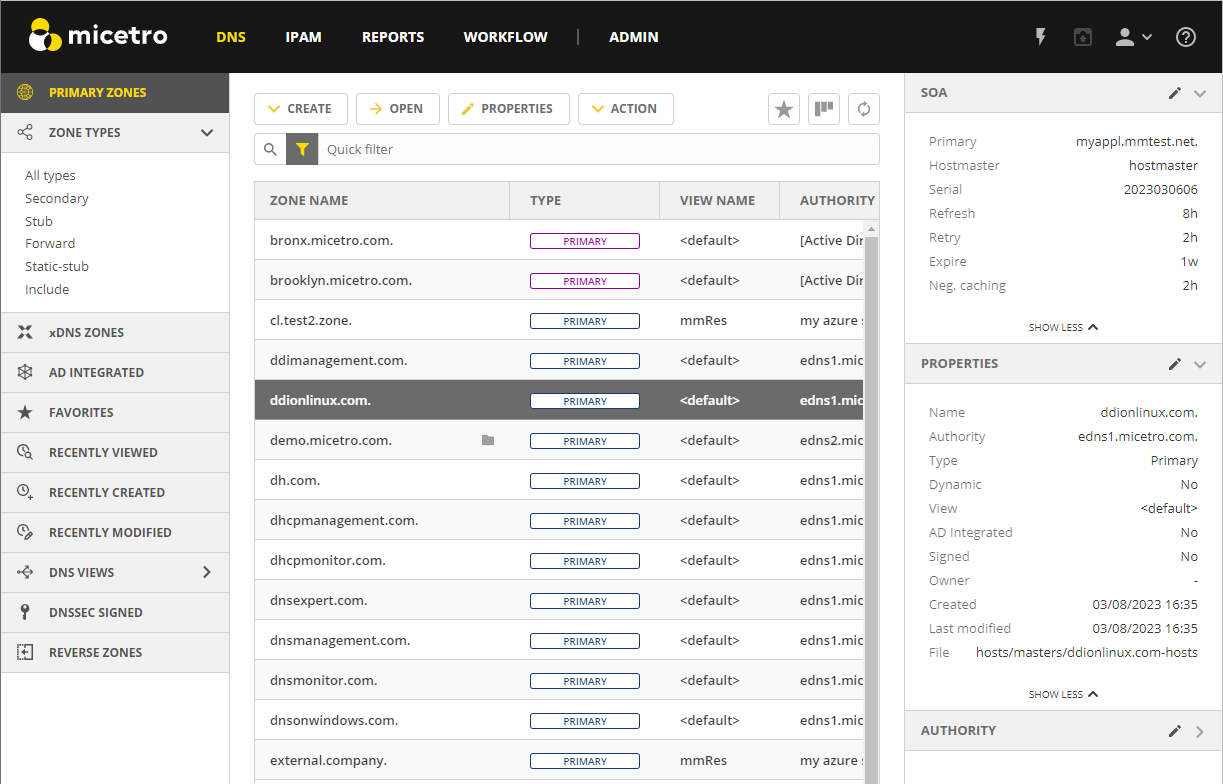 micetro DNS IPAM REPORTS WORKFLOW | ADMIN
PRIMARY ZONES
ZONE TYPES
All types
Secondary
Stub
Forward
Static-stub
Include
xDNS ZONES
AD INTEGRATED
FAVORITES
RECENTLY VIEWED
RECENTLY CREATED
RECENTLY MODIFIED
DNS VIEWS
DNSSEC SIGNED
REVERSE ZONES
CREATE OPEN PROPERTIES ACTION
Quick filter
ZONE NAME TYPE VIEW NAME AUTHORITY
bronx.micetro.com. PRIMARY <default> [Active Dir
brooklyn.micetro.com. PRIMARY <default> [Active Dir
cl.test2.zone. PRIMARY mmRes my azure s
ddimanagement.com. PRIMARY <default> edns1.mic
ddionlinux.com. PRIMARY <default> edns1.mic
demo.micetro.com. PRIMARY <default> edns2.mic
dh.com. PRIMARY <default> edns1.mic
dhcpmanagement.com. PRIMARY <default> edns1.mic
dhcpmonitor.com. PRIMARY <default> edns1.mic
dnsexpert.com. PRIMARY <default> edns1.mic
dnsmanagement.com. PRIMARY <default> edns1.mic
dnsmonitor.com. PRIMARY <default> edns1.mic
dnsonwindows.com. PRIMARY <default> edns1.mic
external.company. PRIMARY mmRes my azure s
SOA
Primary myappl.mmtest.net.
Hostmaster hostmaster
Serial 2023030606
Refresh 8h
Retry 2h
Expire 1w
Neg. caching 2h
SHOW LESS
PROPERTIES
Name ddionlinux.com.
Authority edns1.micetro.com.
Type Primary
Dynamic No
View <default>
AD Integrated No
Signed No
Owner -
Created 03/08/2023 16:35
Last modified 03/08/2023 16:35
File hosts/masters/ddionlinux.com-hosts
SHOW LESS
AUTHORITY